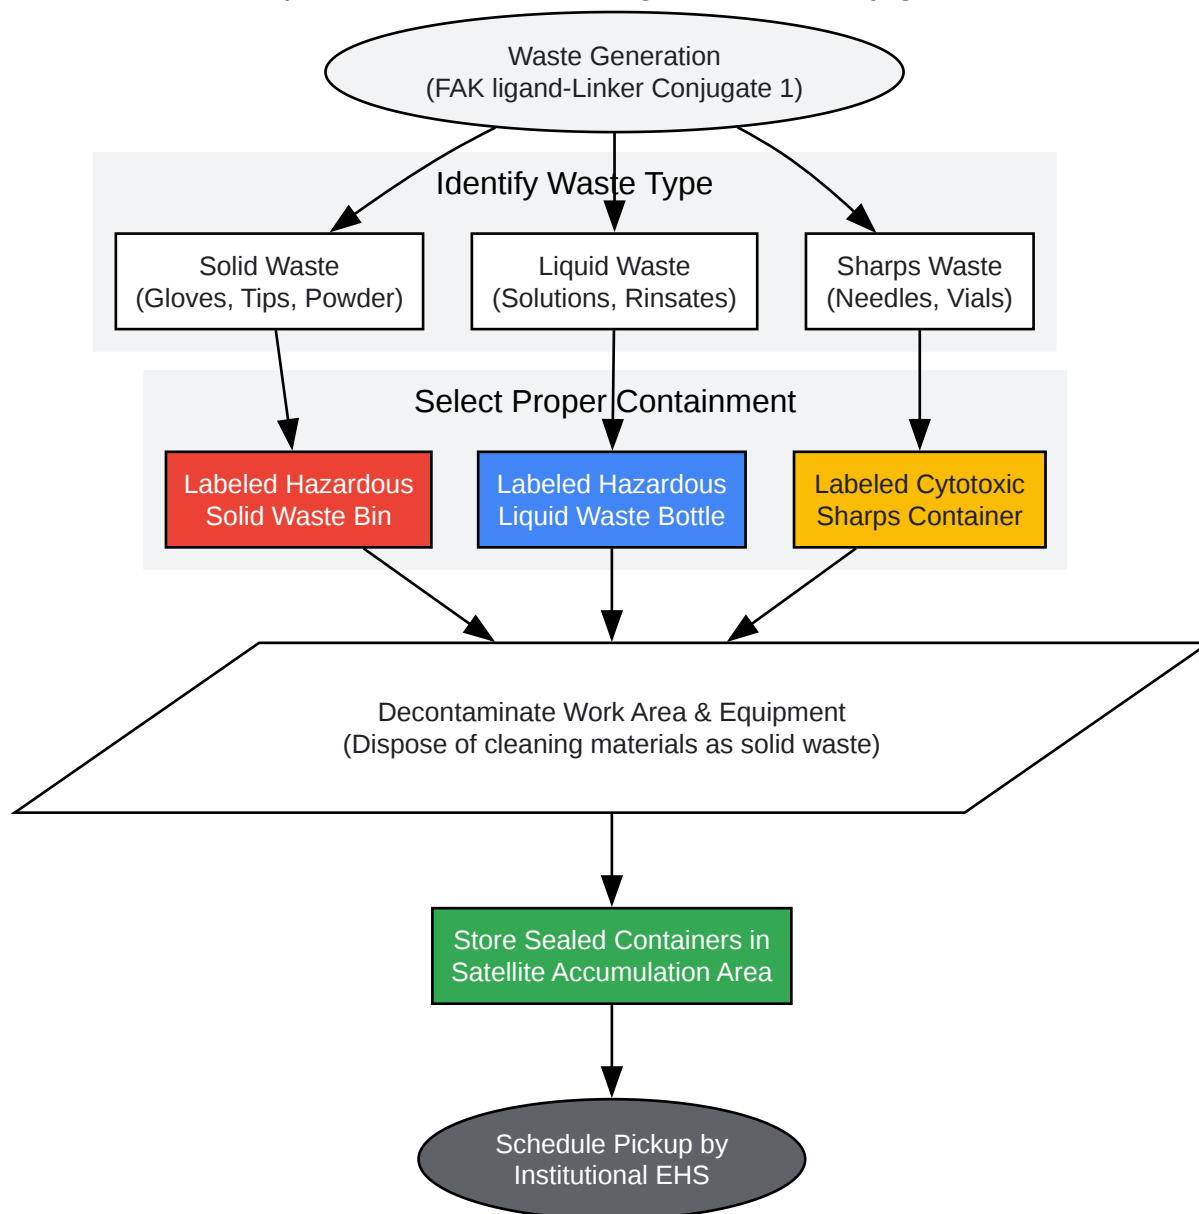 Waste Generation
(FAK ligand-Linker Conjugate 1)
Identify Waste Type
Solid Waste
(Gloves, Tips, Powder)
Liquid Waste
(Solutions, Rinsates)
Sharps Waste
(Needles, Vials)
Select Proper Containment
Labeled Hazardous
Solid Waste Bin
Labeled Hazardous
Liquid Waste Bottle
Labeled Cytotoxic
Sharps Container
Decontaminate Work Area & Equipment
(Dispose of cleaning materials as solid waste)
Store Sealed Containers in
Satellite Accumulation Area
Schedule Pickup by
Institutional EHS